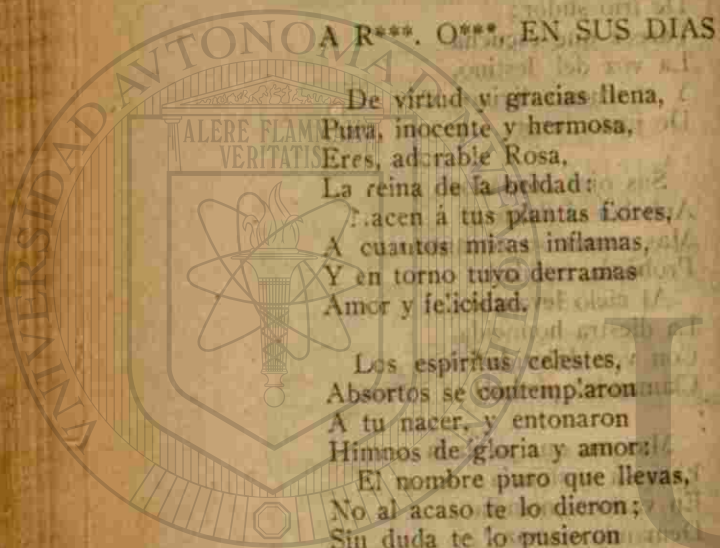 A R***. O***. EN SUS DIAS
De virtud y gracias llena,
Pura, inocente y hermosa,
Eres, adorable Rosa,
La reina de la beldad:
Nacen á tus plantas flores,
A cuantos miras inflamas,
Y en torno tuyo derramas
Amor y felicidad.
Los espíritus celestes,
Absortos se contemplaron
A tu nacer, y entonaron
Himnos de gloria y amor:
El nombre puro que llevas,
No al acaso te lo dieron;
Sin duda te lo pusieron
ALERE FLAMMAM
VERITATIS